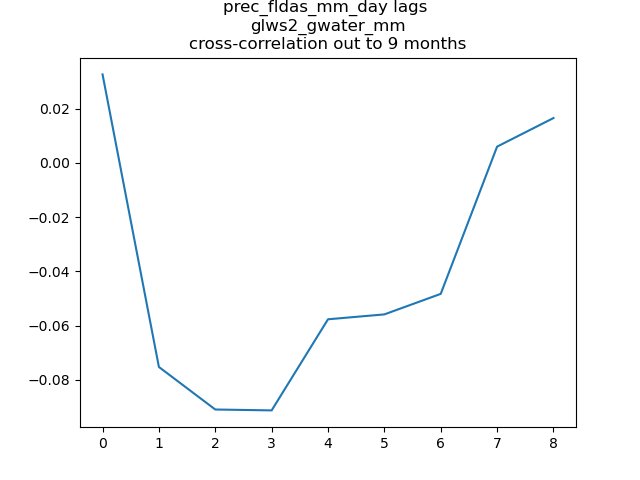 prec_fldas_mm_day lags
glws2_gwater_mm
cross-correlation out to 9 months
0.02
0.00
−0.02
−0.04
−0.06
−0.08
0 1 2 3 4 5 6 7 8